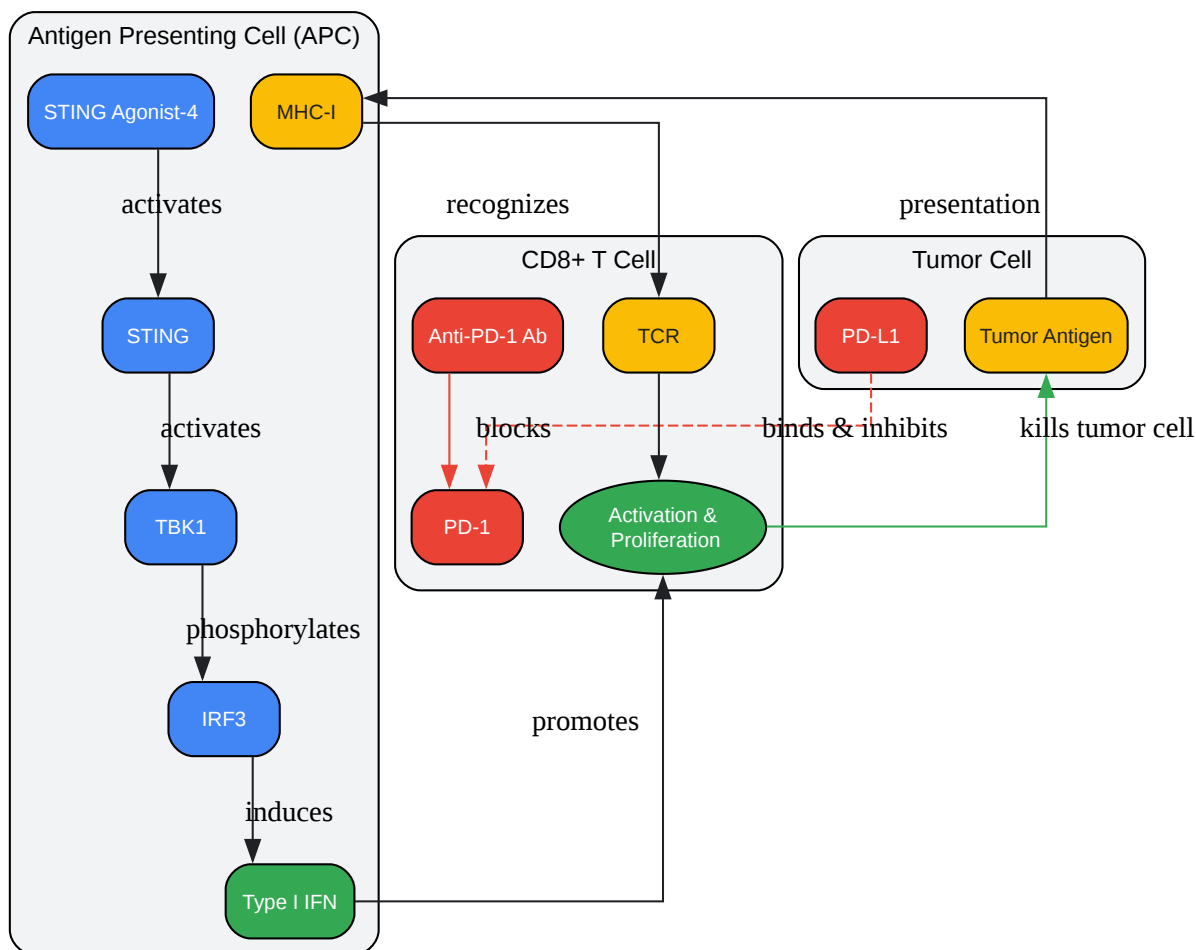 Antigen Presenting Cell (APC)
STING Agonist-4
MHC-I
activates
recognizes
presentation
CD8+ T Cell
Tumor Cell
STING
Anti-PD-1 Ab
TCR
PD-L1
Tumor Antigen
activates
blocks
binds & inhibits
kills tumor cell
TBK1
PD-1
Activation &
Proliferation
phosphorylates
IRF3
promotes
induces
Type I IFN